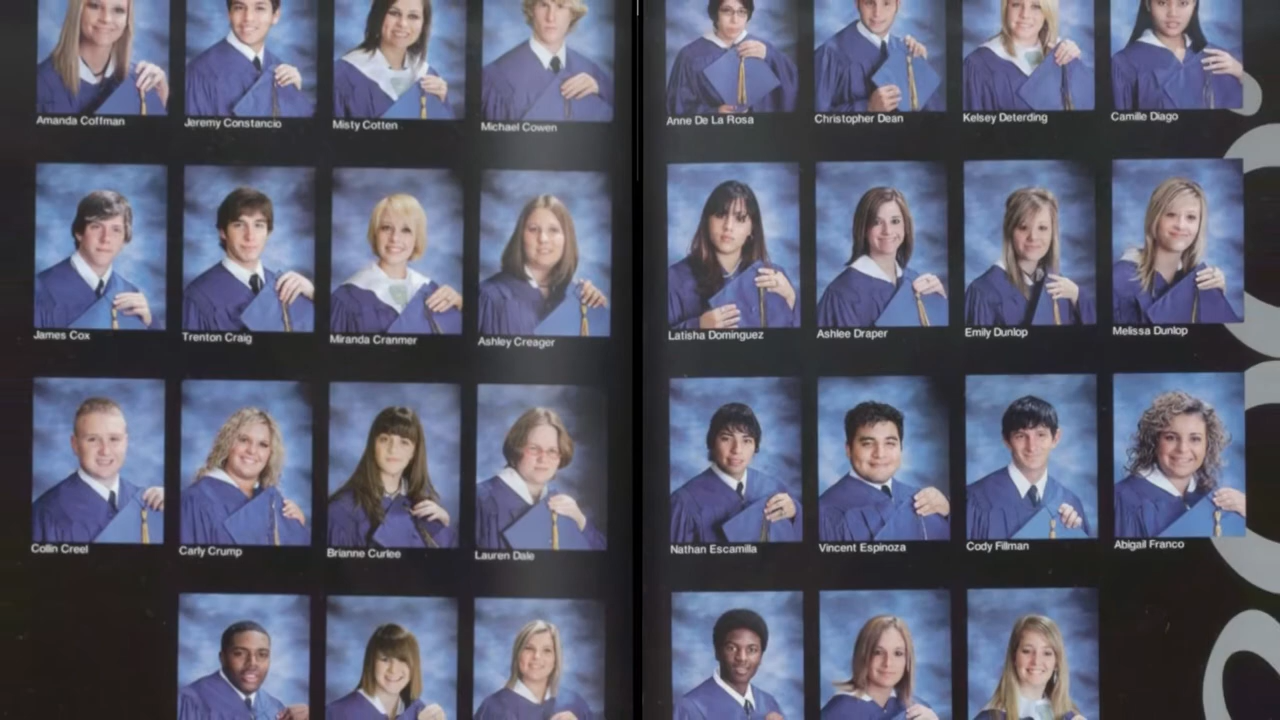 Amanda Coffman
Jeremy Constancio
Misty Cotten
Michael Cowen
Anne De La Rosa
Christopher Dean
Kelsey Deterding
Camille Diago
James Cox
Trenton Craig
Miranda Cranmer
Ashley Creager
Latisha Dominguez
Ashlee Draper
Emily Dunlop
Melissa Dunlop
Collin Creel
Carly Crump
Brianne Curlee
Lauren Dale
Nathan Escamilla
Vincent Espinoza
Cody Fillman
Abigail Franco